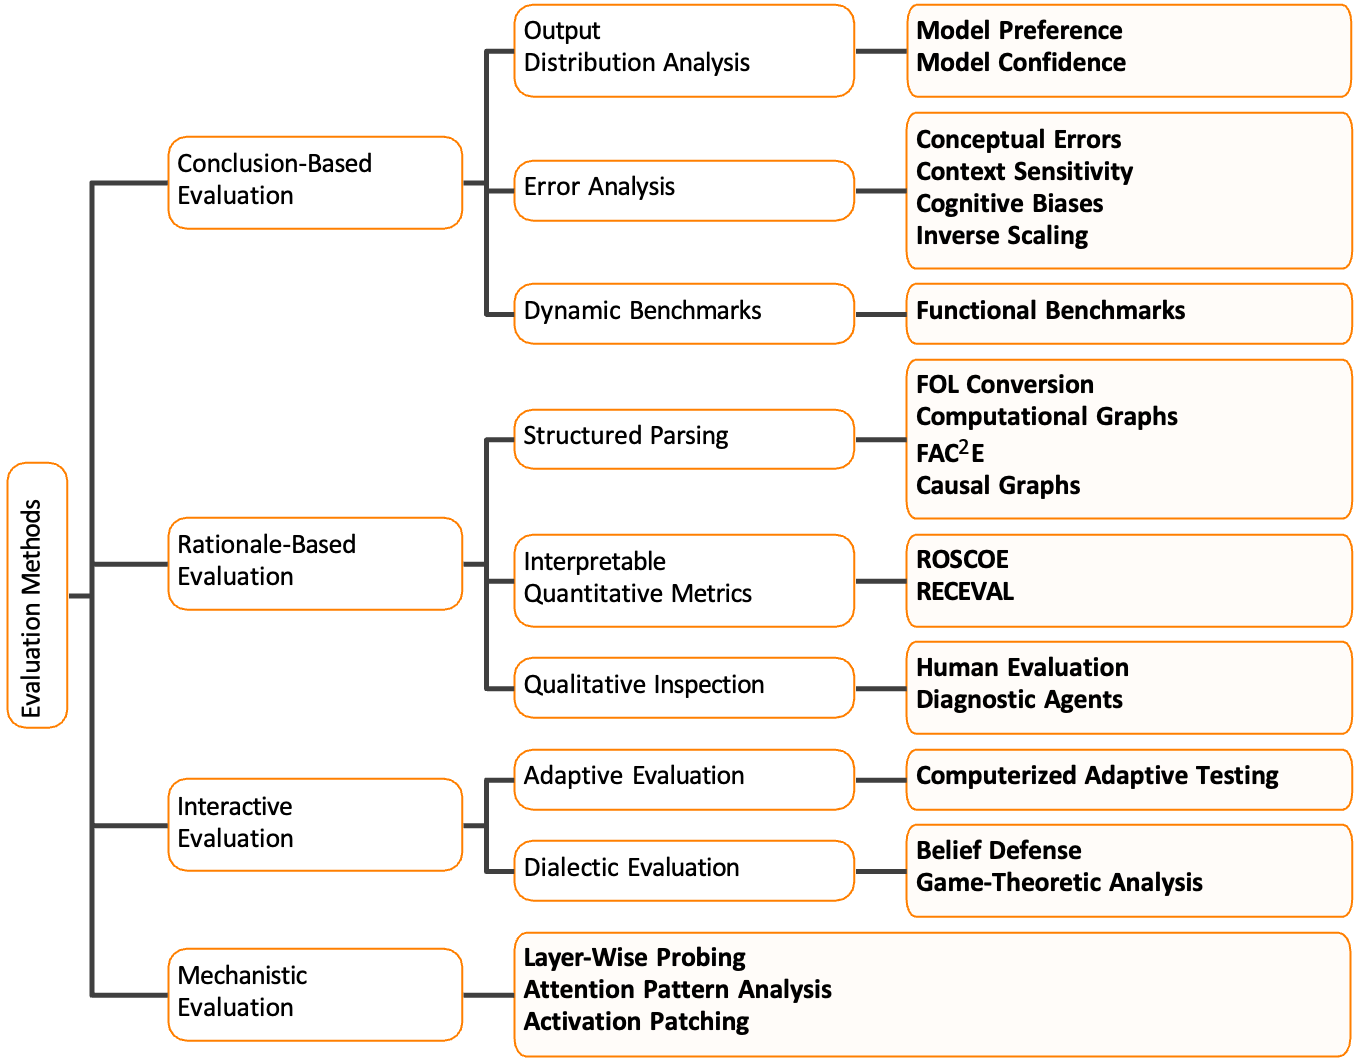 Evaluation Methods
Conclusion-Based
Evaluation
Output
Distribution Analysis
Model Preference
Model Confidence
Error Analysis
Conceptual Errors
Context Sensitivity
Cognitive Biases
Inverse Scaling
Dynamic Benchmarks
Functional Benchmarks
Rationale-Based
Evaluation
Structured Parsing
FOL Conversion
Computational Graphs
FAC²E
Causal Graphs
Interpretable
Quantitative Metrics
ROSCOE
RECEVAL
Qualitative Inspection
Human Evaluation
Diagnostic Agents
Interactive
Evaluation
Adaptive Evaluation
Computerized Adaptive Testing
Dialectic Evaluation
Belief Defense
Game-Theoretic Analysis
Mechanistic
Evaluation
Layer-Wise Probing
Attention Pattern Analysis
Activation Patching